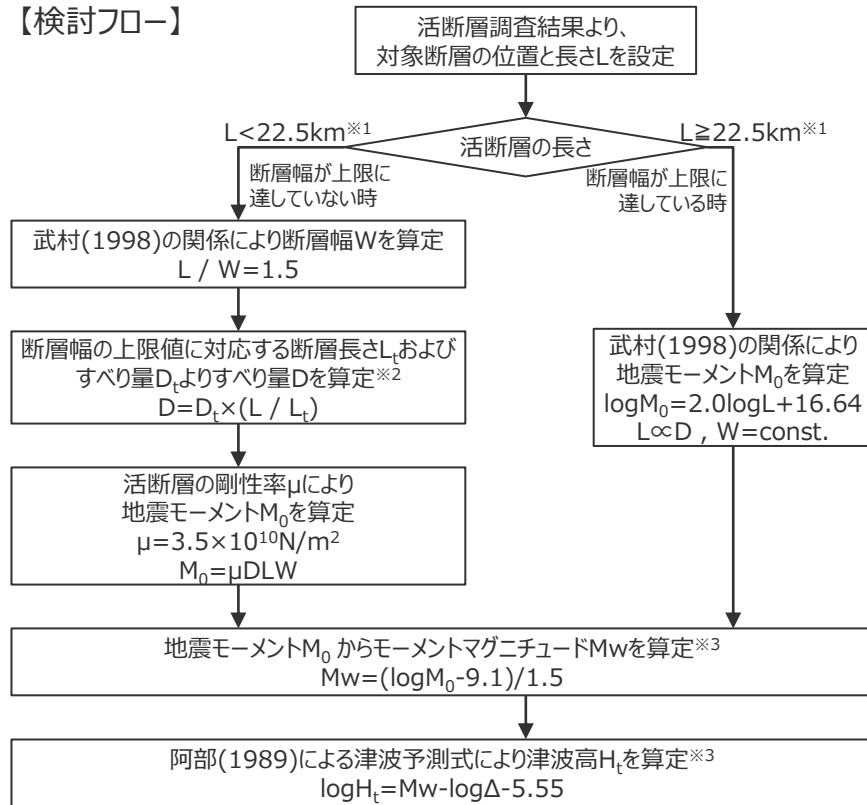 【検討フロー】
活断層調査結果より、
対象断層の位置と長さLを設定
L<22.5km※1
活断層の長さ
L≧22.5km※1
断層幅が上限に
達していない時
断層幅が上限に
達している時
武村(1998)の関係により断層幅Wを算定
L / W=1.5
断層幅の上限値に対応する断層長さLtおよび
すべり量Dtよりすべり量Dを算定※2
D=Dt×(L / Lt)
武村(1998)の関係により
地震モーメントM0を算定
logM0=2.0logL+16.64
L∝D , W=const.
活断層の剛性率μにより
地震モーメントM0を算定
μ=3.5×10¹⁰N/m²
M0=μDLW
地震モーメントM0 からモーメントマグニチュードMwを算定※3
Mw=(logM0-9.1)/1.5
阿部(1989)による津波予測式により津波高Htを算定※3
logHt=Mw-logΔ-5.55